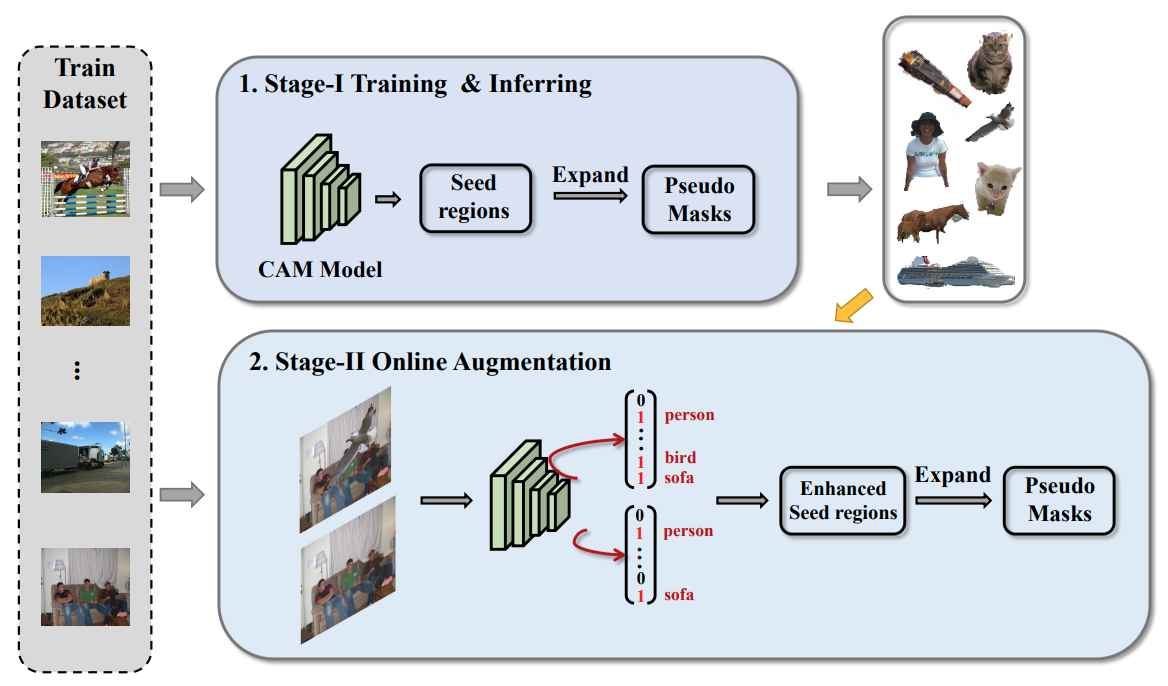 Train
Dataset
1. Stage-I Training & Inferring
CAM Model
Seed
regions
Expand
Pseudo
Masks
2. Stage-II Online Augmentation
0
1 person
1 bird
1 sofa
0
1 person
0
1 sofa
Enhanced
Seed regions
Expand
Pseudo
Masks